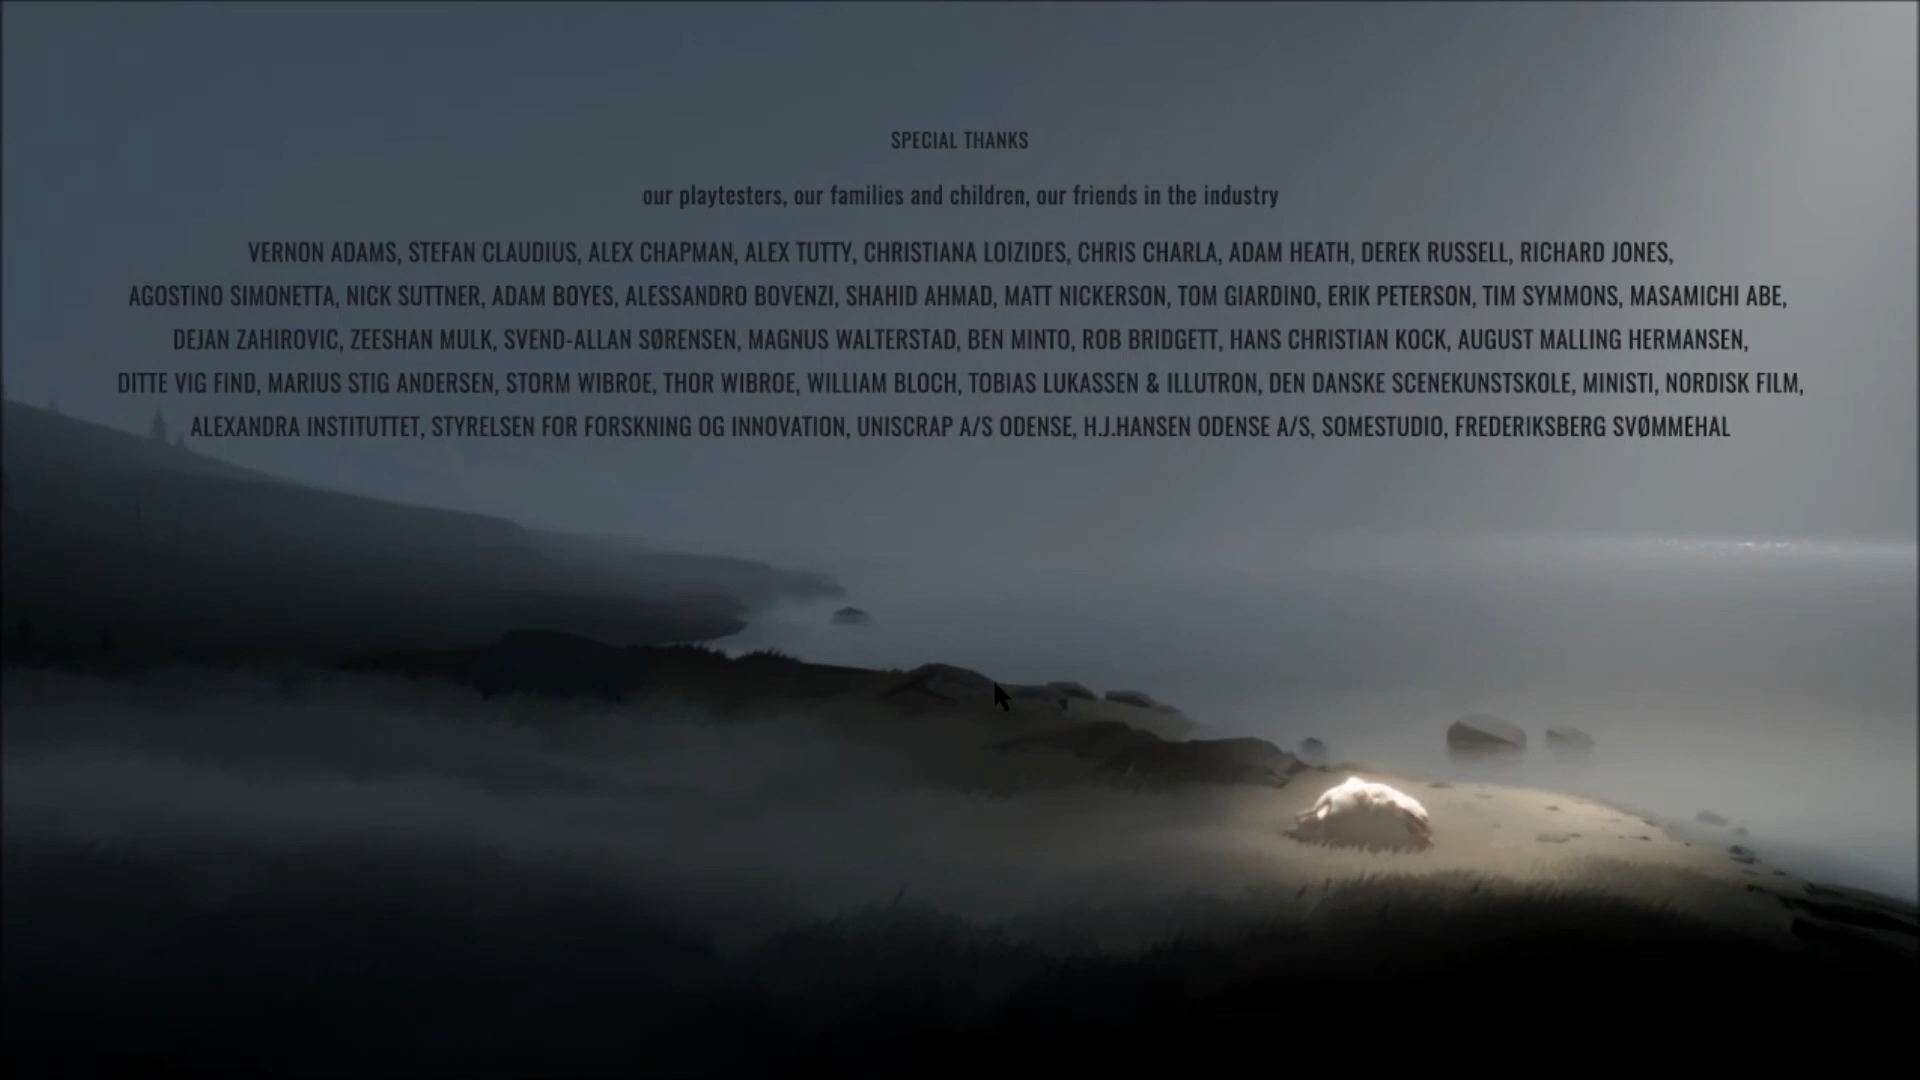 SPECIAL THANKS
our playtesters, our families and children, our friends in the industry
VERNON ADAMS, STEFAN CLAUDIUS, ALEX CHAPMAN, ALEX TUTTY, CHRISTIANA LOIZIDES, CHRIS CHARLA, ADAM HEATH, DEREK RUSSELL, RICHARD JONES,
AGOSTINO SIMONETTA, NICK SUTTNER, ADAM BOYES, ALESSANDRO BOVENZI, SHAHID AHMAD, MATT NICKERSON, TOM GIARDINO, ERIK PETERSON, TIM SYMMONS, MASAMICHI ABE,
DEJAN ZAHIROVIC, ZEESHAN MULK, SVEND-ALLAN SØRENSEN, MAGNUS WALTERSTAD, BEN MINTO, ROB BRIDGETT, HANS CHRISTIAN KOCK, AUGUST MALLING HERMANSEN,
DITTE VIG FIND, MARIUS STIG ANDERSEN, STORM WIBROE, THOR WIBROE, WILLIAM BLOCH, TOBIAS LUKASSEN & ILLUTRON, DEN DANSKE SCENEKUNSTSKOLE, MINISTI, NORDISK FILM,
ALEXANDRA INSTITUTTET, STYRELSEN FOR FORSKNING OG INNOVATION, UNISCRAP A/S ODENSE, H.J.HANSEN ODENSE A/S, SOMESTUDIO, FREDERIKSBERG SVØMMEHAL